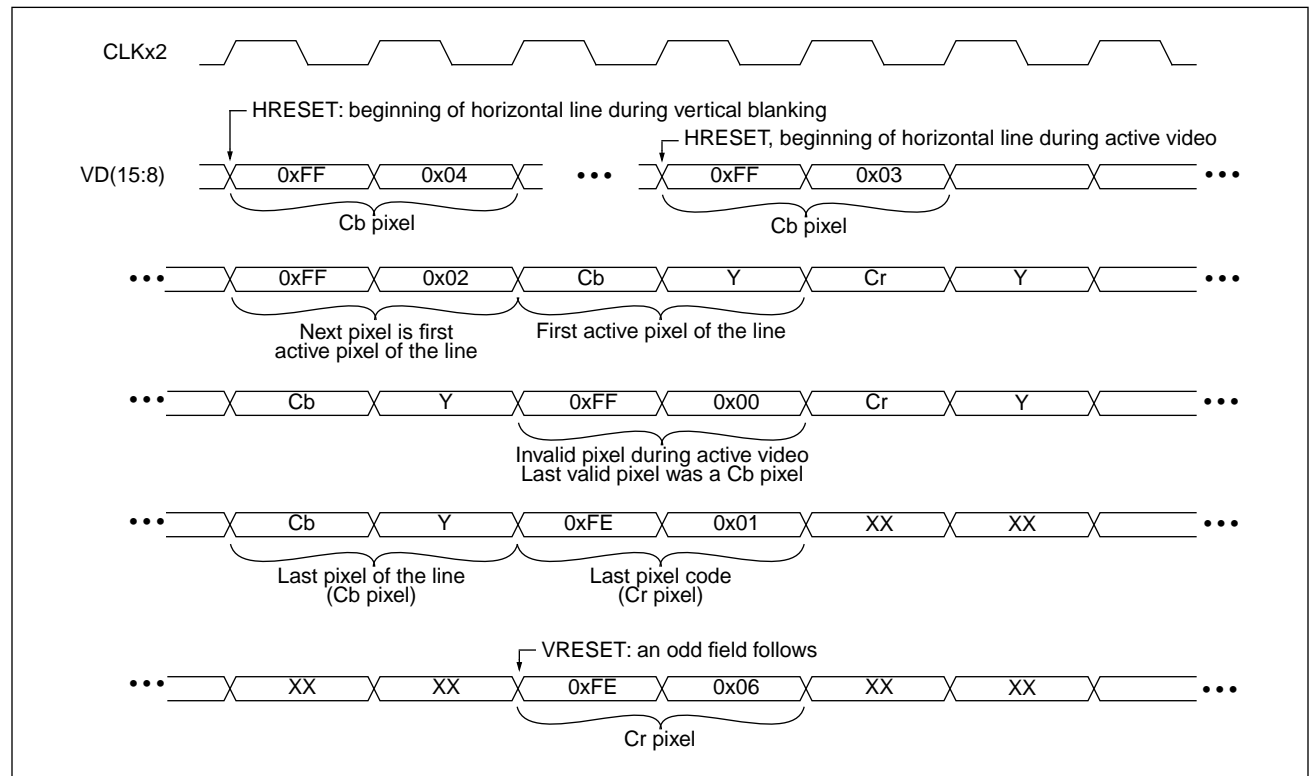 CLKx2
HRESET: beginning of horizontal line during vertical blanking
HRESET, beginning of horizontal line during active video
VD(15:8) 0xFF 0x04 ••• 0xFF 0x03 •••
Cb pixel Cb pixel
••• 0xFF 0x02 Cb Y Cr Y •••
Next pixel is first
active pixel of the line
First active pixel of the line
••• Cb Y 0xFF 0x00 Cr Y •••
Invalid pixel during active video
Last valid pixel was a Cb pixel
••• Cb Y 0xFE 0x01 XX XX •••
Last pixel of the line
(Cb pixel)
Last pixel code
(Cr pixel)
VRESET: an odd field follows
••• XX XX 0xFE 0x06 XX XX •••
Cr pixel